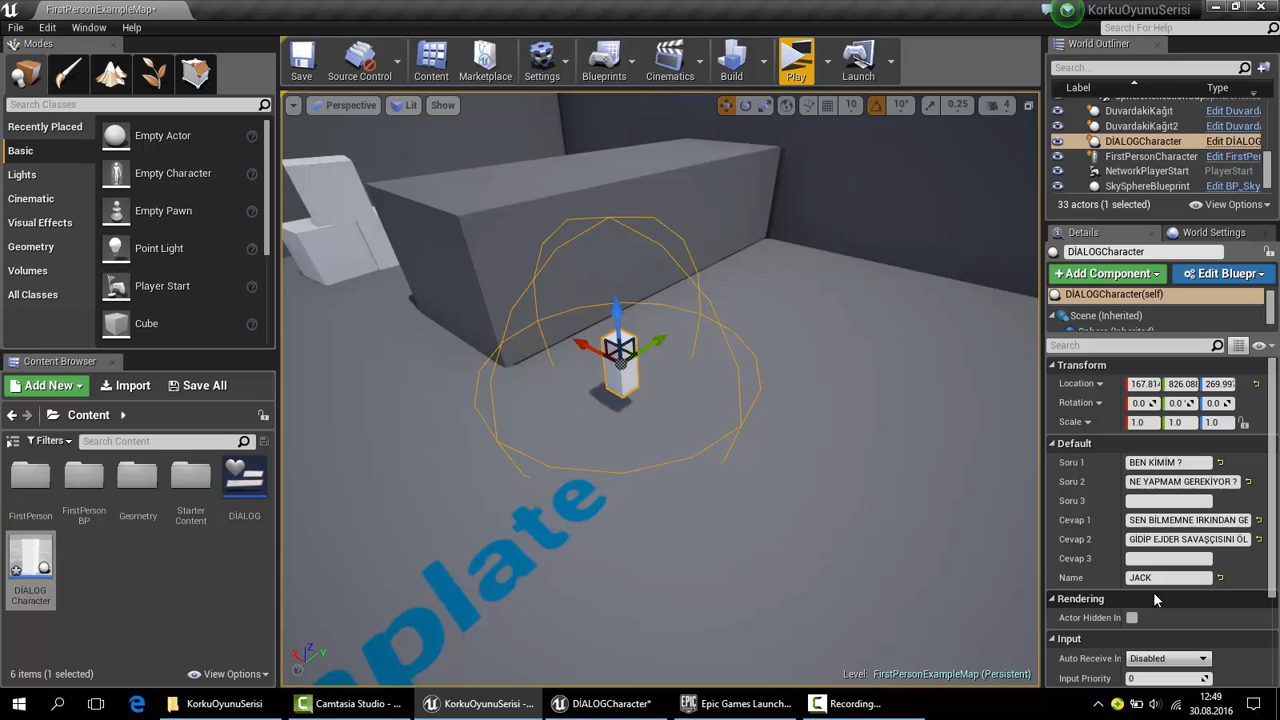 FirstPersonExampleMap*
KorkuOyunuSerisi
File Edit Window Help
Search For Help
Modes
Search Classes
Recently Placed
Basic
Lights
Cinematic
Visual Effects
Geometry
Volumes
All Classes
Empty Actor
Empty Character
Empty Pawn
Point Light
Player Start
Cube
Save Source Control Content Marketplace Settings Blueprints Cinematics Build Play Launch
Perspective Lit Show
10 10° 0.25 4
plate
Level: FirstPersonExampleMap (Persistent)
World Outliner
Search...
Label Type
DuvardakiKağıt Edit Duvard
DuvardakiKağıt2 Edit Duvard
DİALOGCharacter Edit DİALOG
FirstPersonCharacter Edit FirstPer
NetworkPlayerStart PlayerStart
SkySphereBlueprint Edit BP_Sky
33 actors (1 selected) View Options
Details World Settings
DİALOGCharacter
Add Component Edit Bluepr
DİALOGCharacter(self)
Scene (Inherited)
Search
Transform
Location 167.814 826.088 269.997
Rotation 0.0 0.0 0.0
Scale 1.0 1.0 1.0
Default
Soru 1 BEN KİMİM ?
Soru 2 NE YAPMAM GEREKİYOR ?
Soru 3
Cevap 1 SEN BİLMEMNE IRKINDAN GE
Cevap 2 GİDİP EJDER SAVAŞÇISINI ÖL
Cevap 3
Name JACK
Rendering
Actor Hidden In
Input
Auto Receive In Disabled
Input Priority 0
Content Browser
Add New Import Save All
Content
Filters Search Content
FirstPerson
FirstPerson BP
Geometry
Starter Content
DİALOG
DİALOG Character
6 items (1 selected) View Options
KorkuOyunuSerisi
Camtasia Studio - ...
KorkuOyunuSerisi -...
DİALOGCharacter*
Epic Games Launch...
Recording...
12:49
30.08.2016